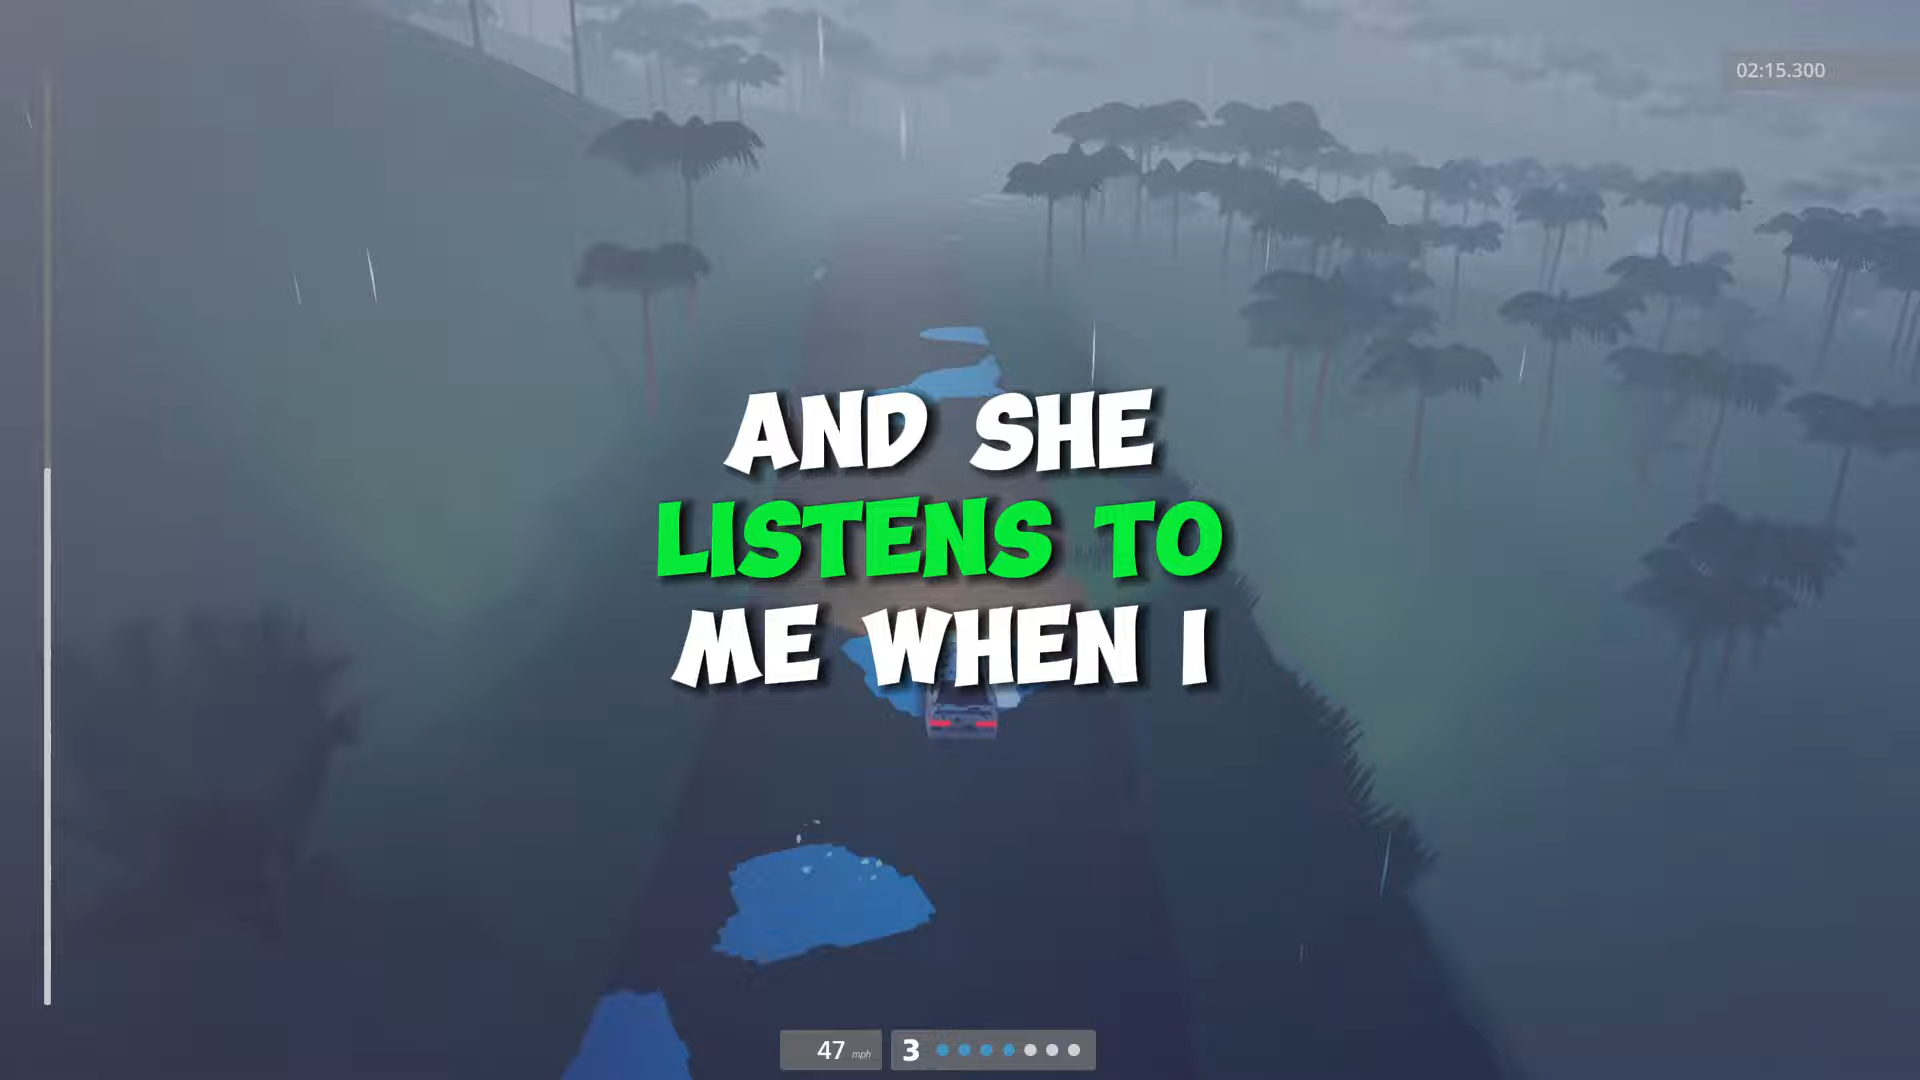 02:15.300
AND SHE
LISTENS TO
ME WHEN I
47 mph
3